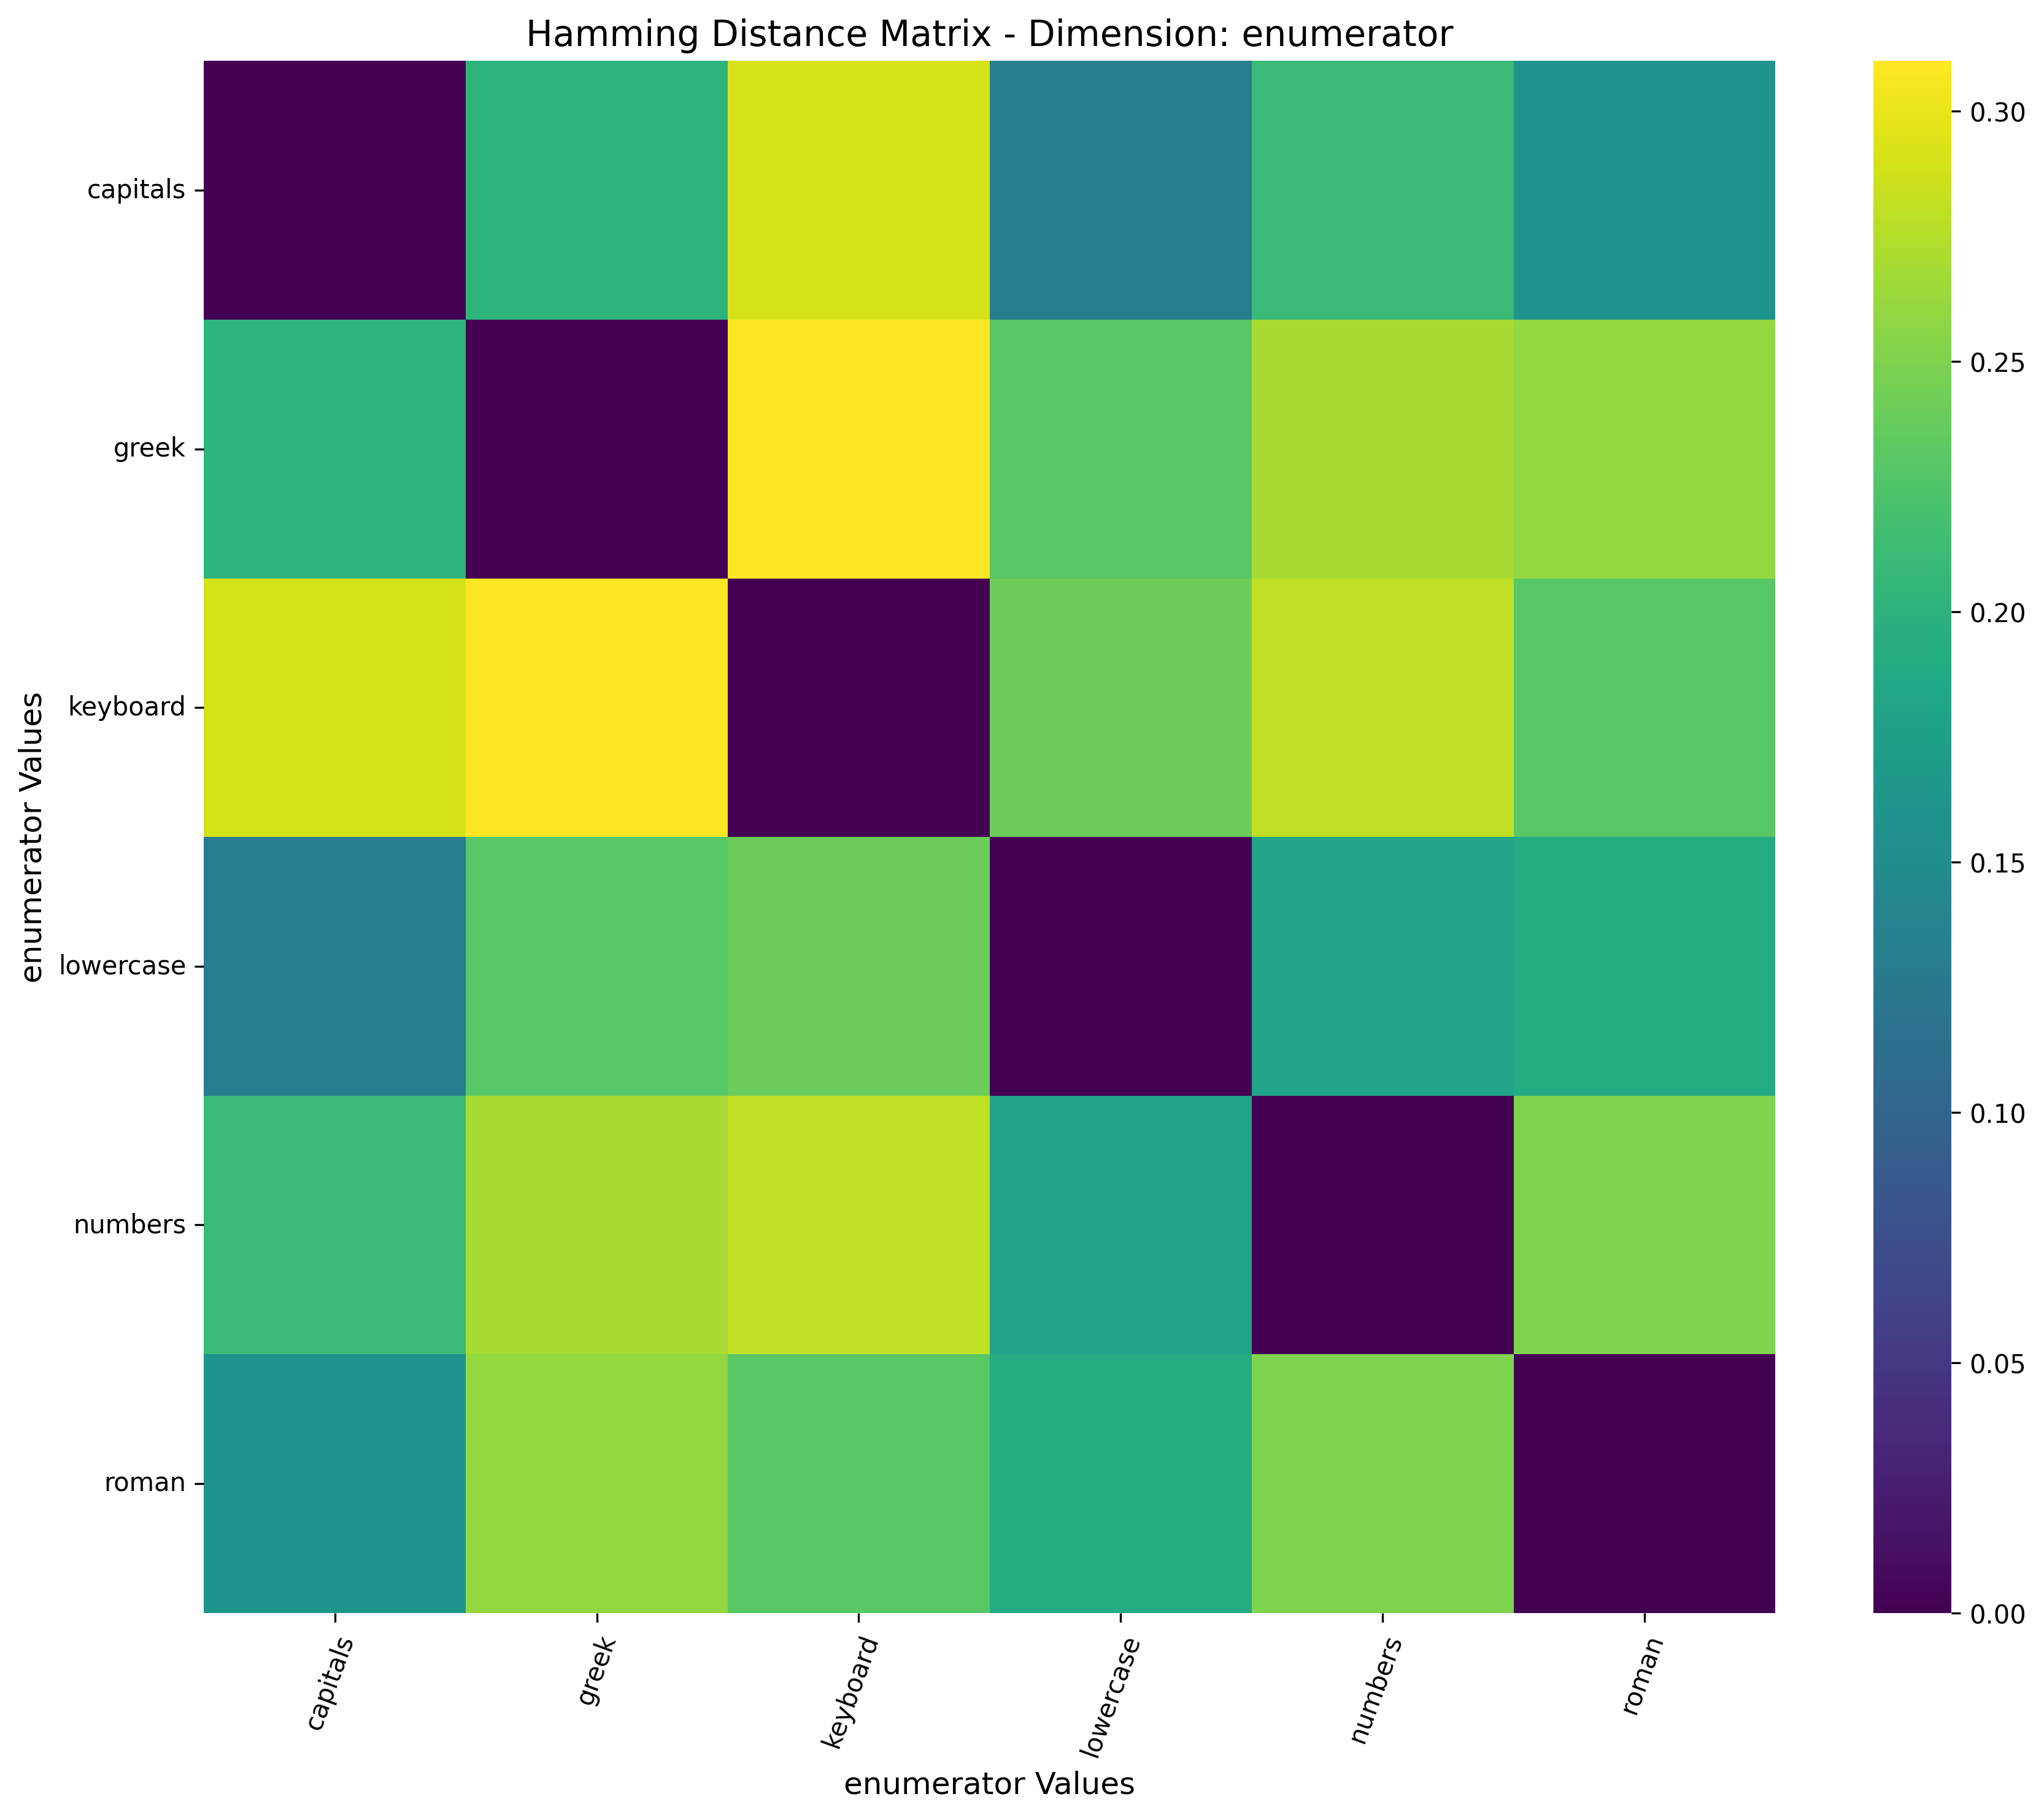 Hamming Distance Matrix - Dimension: enumerator
enumerator Values
capitals
greek
keyboard
lowercase
numbers
roman
capitals
greek
keyboard
lowercase
numbers
roman
enumerator Values
0.30
0.25
0.20
0.15
0.10
0.05
0.00